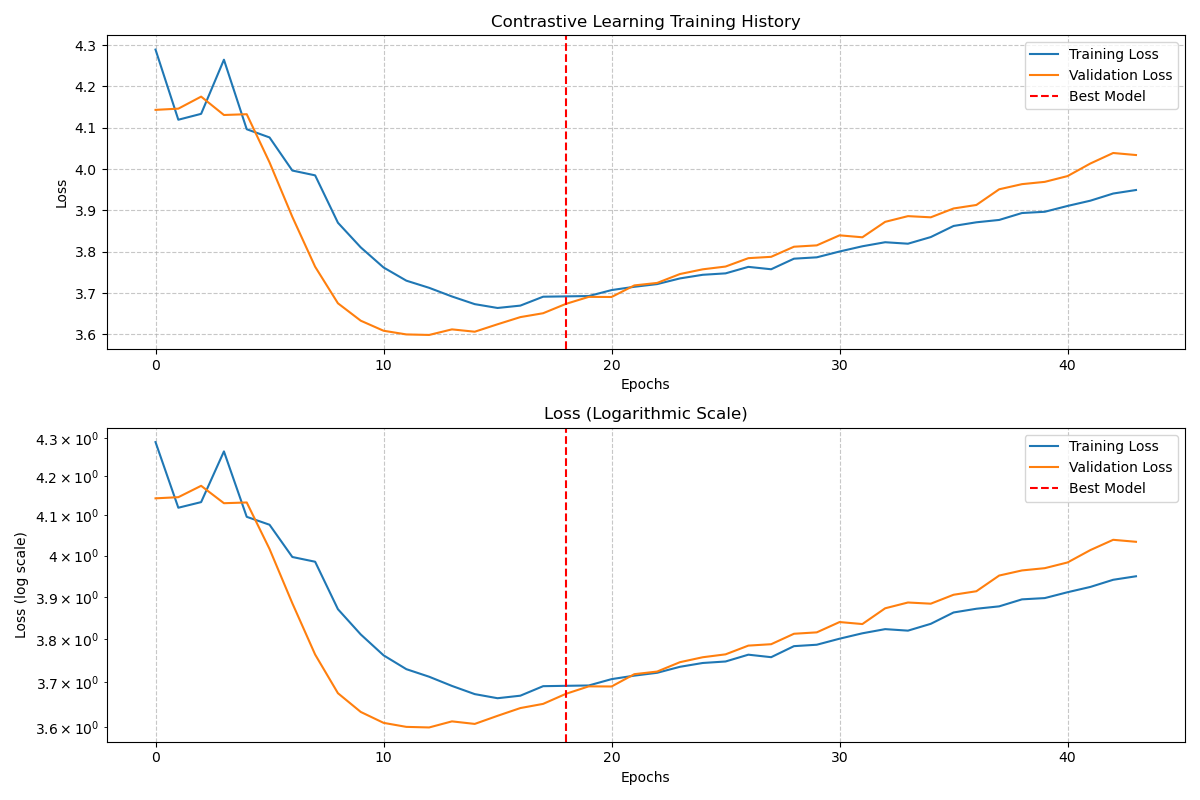 Contrastive Learning Training History
4.3
4.2
4.1
4.0
3.9
3.8
3.7
3.6
Loss
Training Loss
Validation Loss
Best Model
0 10 20 30 40
Epochs
Loss (Logarithmic Scale)
4.3 × 10⁰
4.2 × 10⁰
4.1 × 10⁰
4 × 10⁰
3.9 × 10⁰
3.8 × 10⁰
3.7 × 10⁰
3.6 × 10⁰
Loss (log scale)
Training Loss
Validation Loss
Best Model
0 10 20 30 40
Epochs